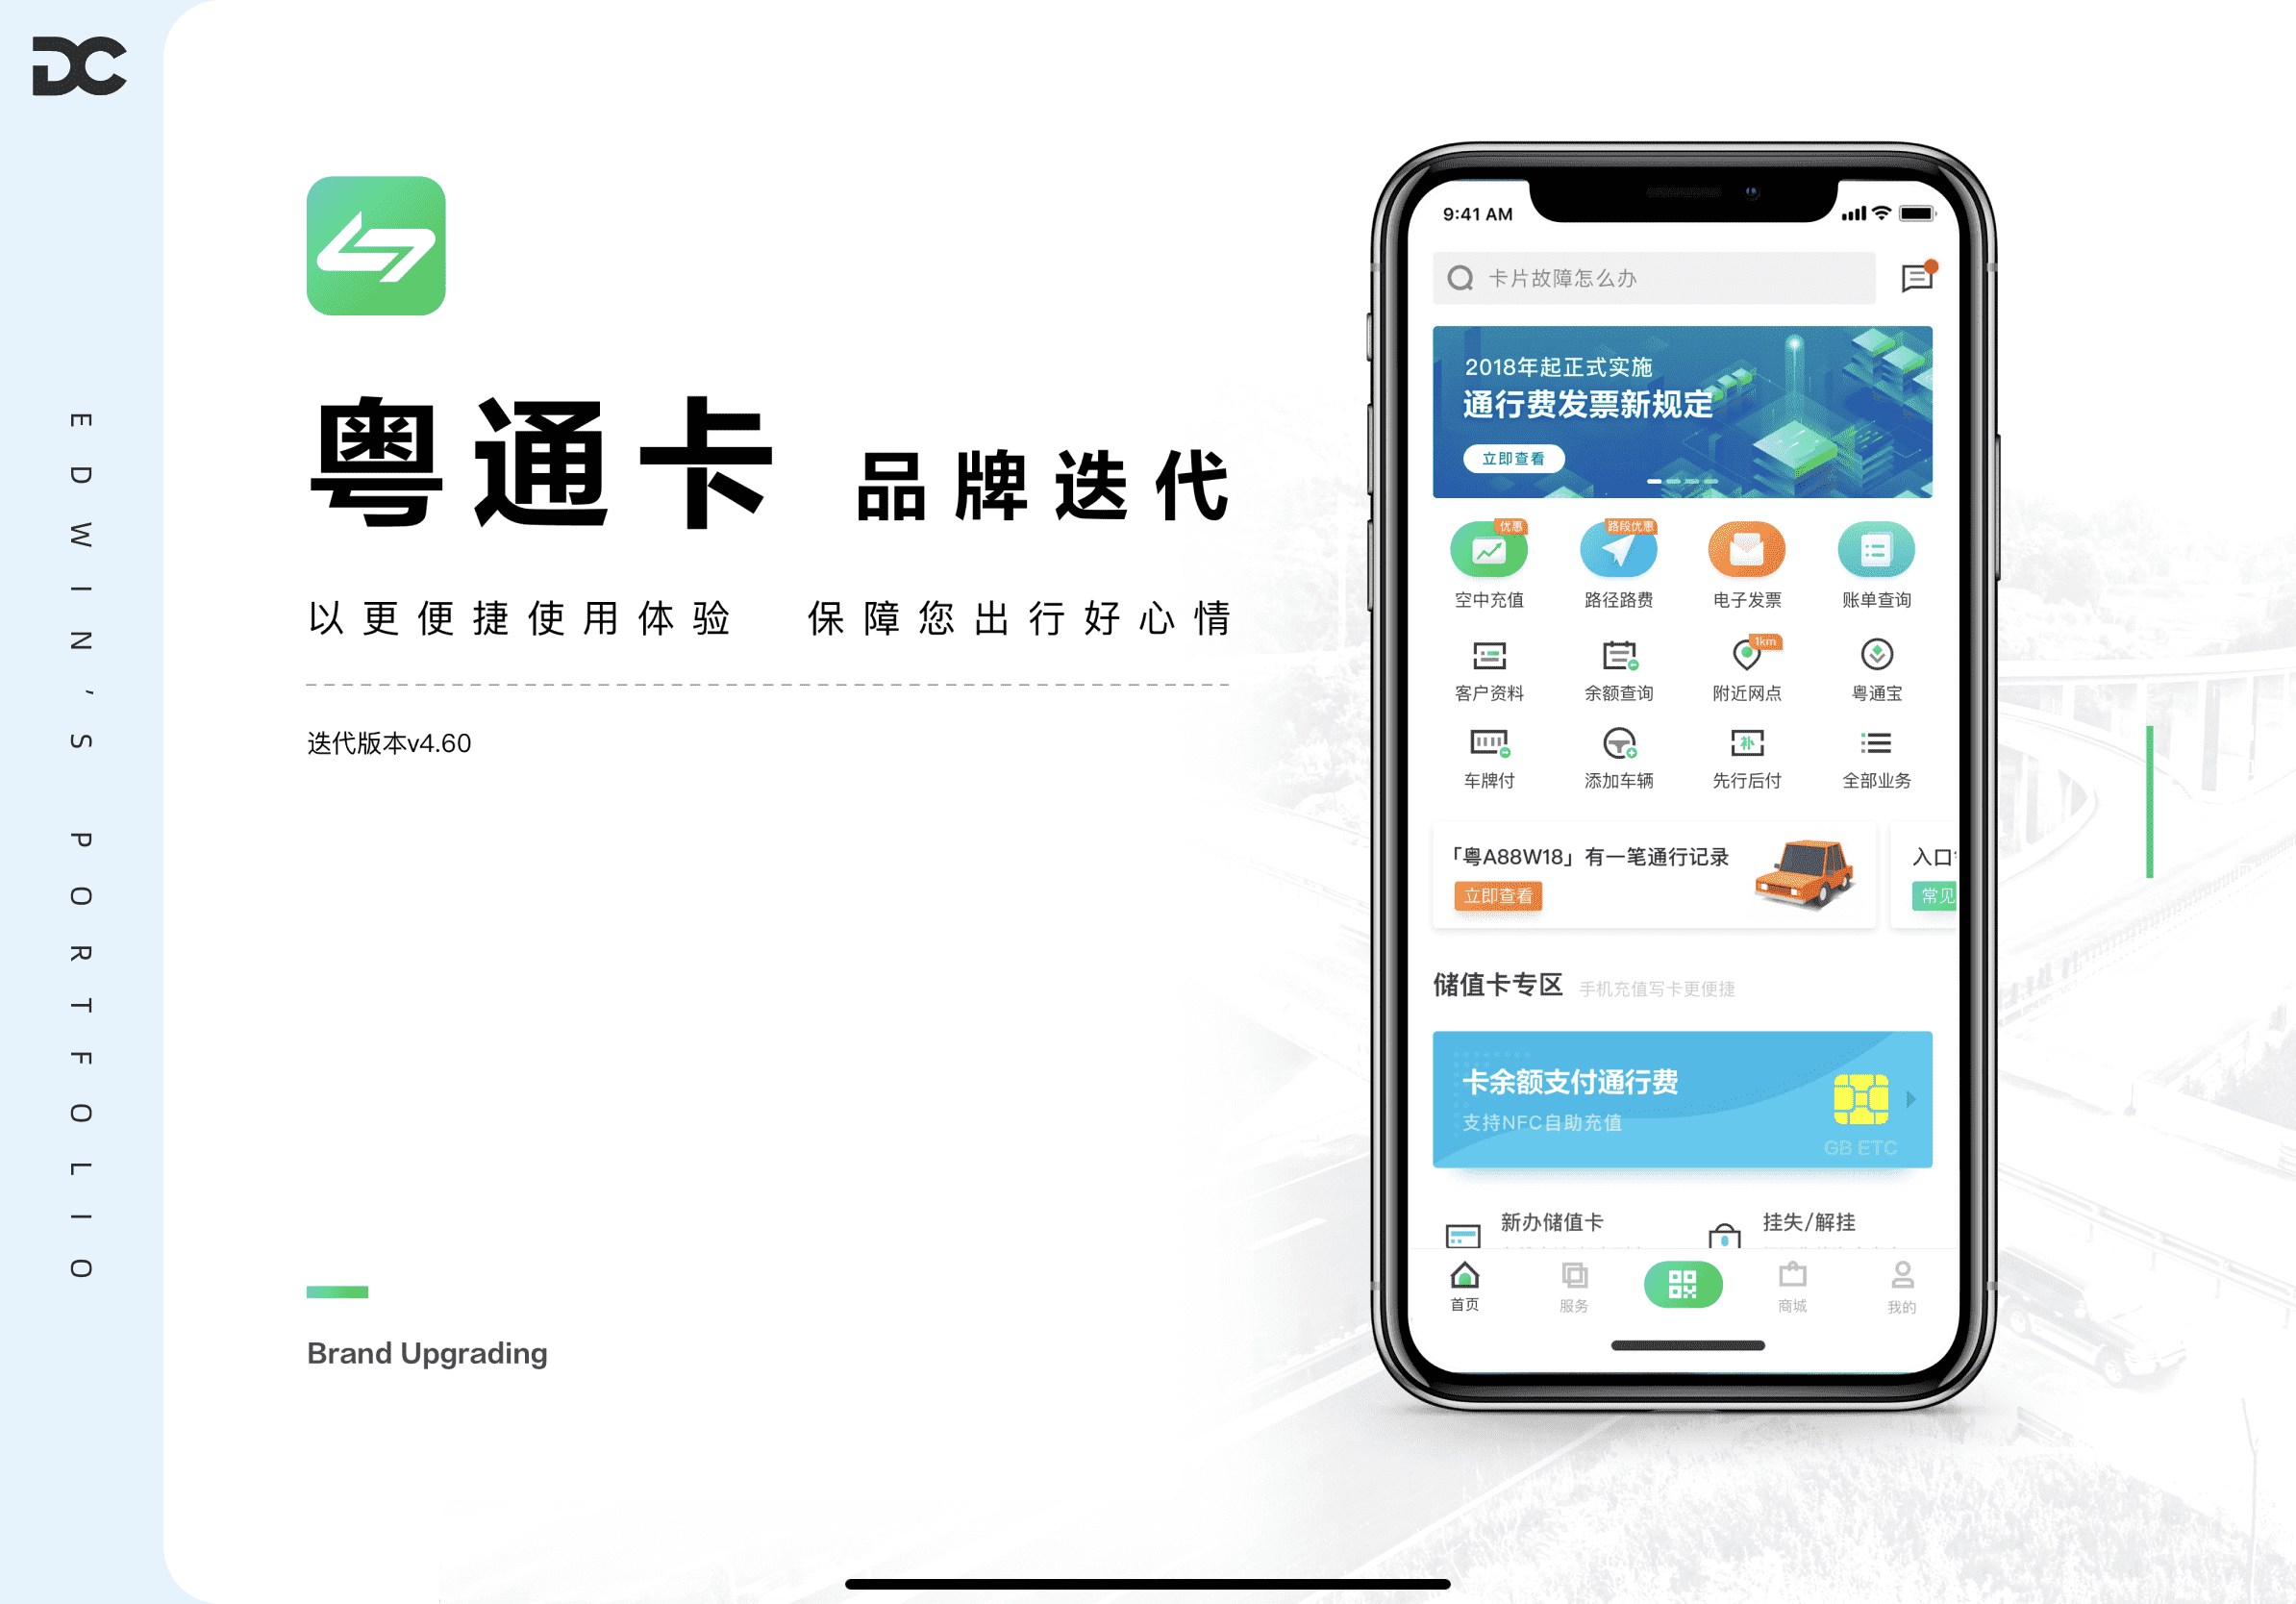 DC
EDWIN'S PORTFOLIO
粤通卡 品牌迭代
以更便捷使用体验 保障您出行好心情
迭代版本v4.60
Brand Upgrading
9:41 AM
卡片故障怎么办
2018年起正式实施
通行费发票新规定
立即查看
优惠 路段优惠
空中充值 路径路费 电子发票 账单查询
1km
客户资料 余额查询 附近网点 粤通宝
补
车牌付 添加车辆 先行后付 全部业务
「粤A88W18」有一笔通行记录 入口
立即查看 常见
储值卡专区 手机充值写卡更便捷
卡余额支付通行费
支持NFC自助充值
GB ETC
新办储值卡 挂失/解挂
首页 服务 商城 我的